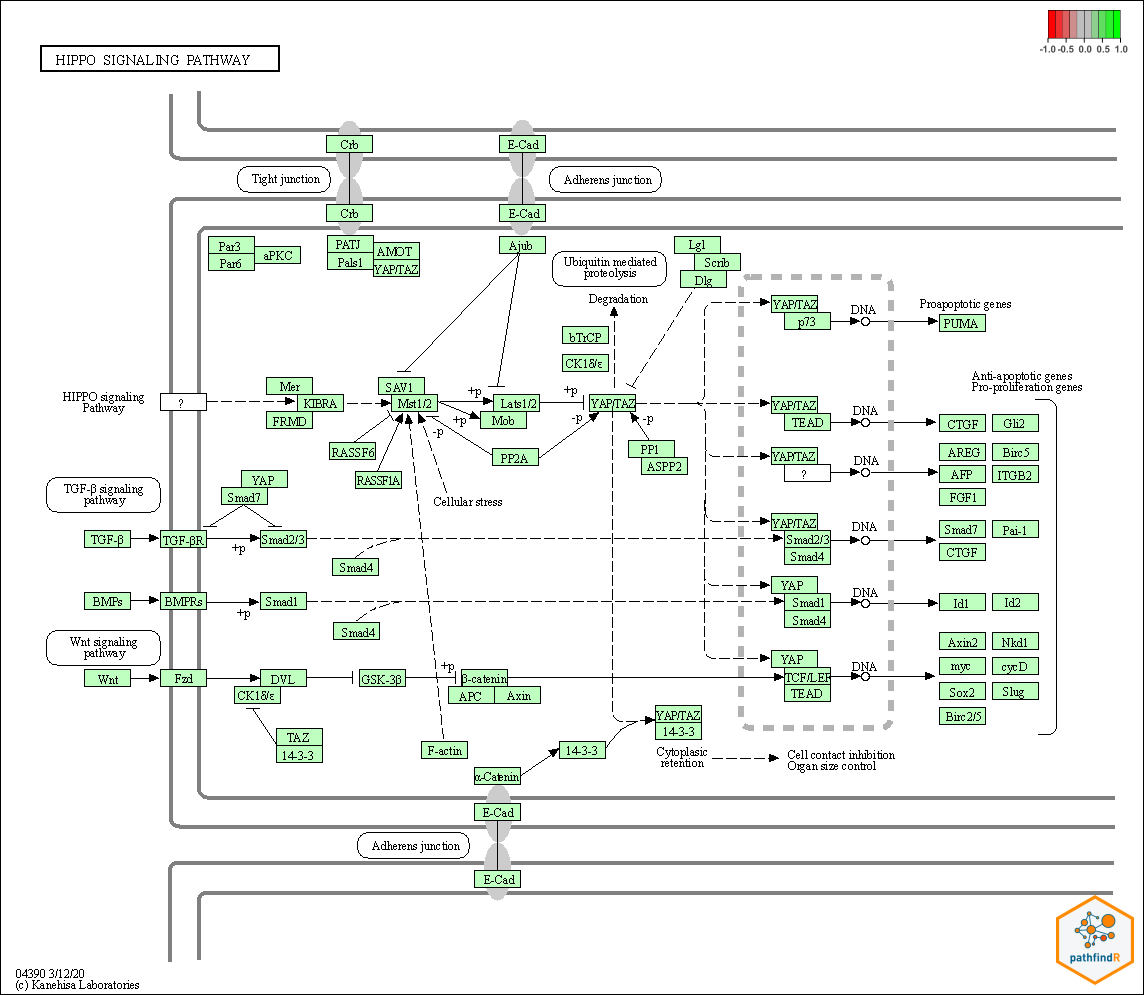 HIPPO SIGNALING PATHWAY
-1.0 -0.5 0.0 0.5 1.0
Crb
E-Cad
Tight junction
Adherens junction
Crb
E-Cad
Par3
Par6
aPKC
PATJ
Pals1
AMOT
YAP/TAZ
Ajub
Ubiquitin mediated
proteolysis
Lgl
Scrib
Dlg
Degradation
YAP/TAZ
p73
DNA
Proapoptotic genes
PUMA
bTrCP
CK1δ/ε
Anti-apoptotic genes
Pro-proliferation genes
HIPPO signaling
Pathway
?
Mer
KIBRA
FRMD
SAV1
Mst1/2
+p
Lats1/2
Mob
+p
+p
YAP/TAZ
-p
-p
-p
YAP/TAZ
TEAD
DNA
CTGF
Gli2
RASSF6
RASSF1A
PP2A
PP1
ASPP2
YAP/TAZ
?
DNA
AREG
Birc5
AFP
ITGB2
FGF1
Cellular stress
TGF-β signaling
pathway
YAP
Smad7
TGF-β
TGF-βR
+p
Smad2/3
Smad4
YAP/TAZ
Smad2/3
Smad4
DNA
Smad7
Pai-1
CTGF
BMPs
BMPRs
+p
Smad1
Smad4
YAP
Smad1
Smad4
DNA
Id1
Id2
Wnt signaling
pathway
Wnt
Fzd
DVL
CK1δ/ε
GSK-3β
+p
β-catenin
APC
Axin
YAP
TCF/LEF
TEAD
DNA
Axin2
Nkd1
myc
cycD
Sox2
Slug
Birc2/5
TAZ
14-3-3
F-actin
14-3-3
YAP/TAZ
14-3-3
Cytoplasic
retention
Cell contact inhibition
Organ size control
α-Catenin
E-Cad
Adherens junction
E-Cad
04390 3/12/20
(c) Kanehisa Laboratories
pathfindR